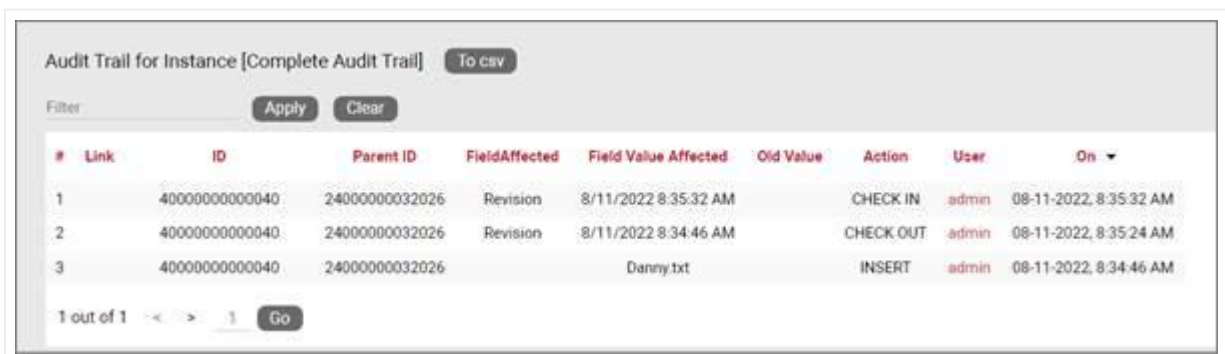 Audit Trail for Instance [Complete Audit Trail] To csv
Filter Apply Clear
# Link ID Parent ID FieldAffected Field Value Affected Old Value Action User On
1 40000000000040 24000000032026 Revision 8/11/2022 8:35:32 AM CHECK IN admin 08-11-2022, 8:35:32 AM
2 40000000000040 24000000032026 Revision 8/11/2022 8:34:46 AM CHECK OUT admin 08-11-2022, 8:35:24 AM
3 40000000000040 24000000032026 Danny.txt INSERT admin 08-11-2022, 8:34:46 AM
1 out of 1 < > 1 Go